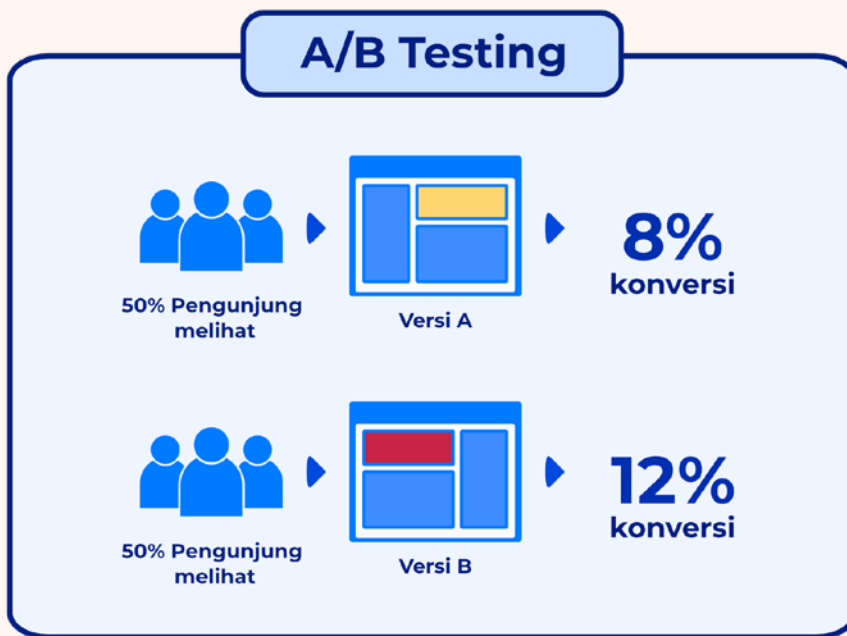 A/B Testing
50% Pengunjung
melihat
Versi A
8%
konversi
50% Pengunjung
melihat
Versi B
12%
konversi